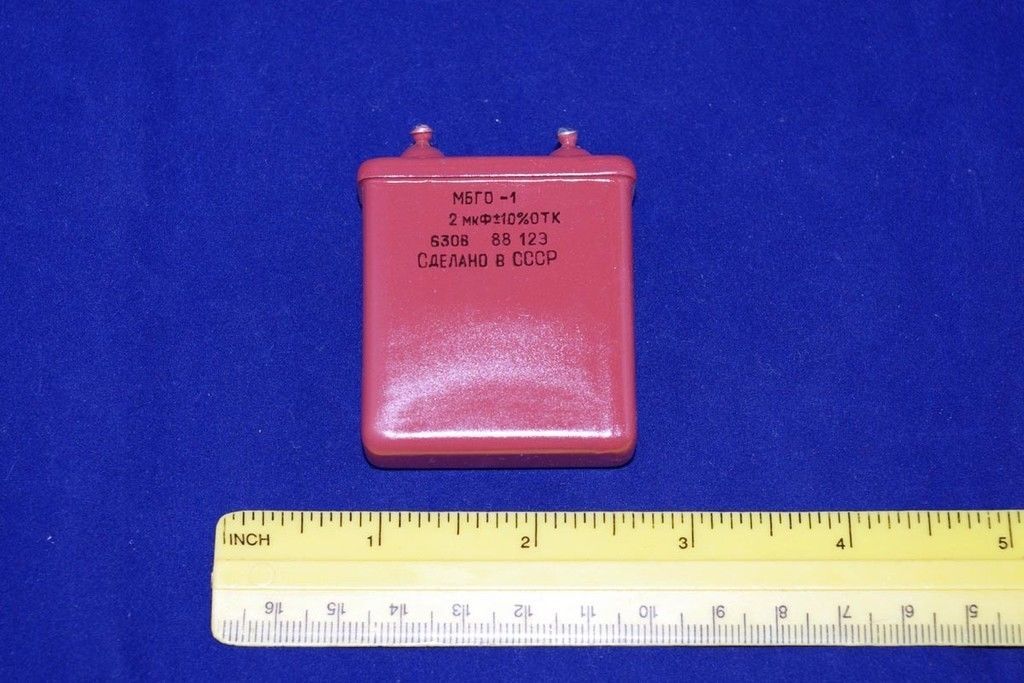 МБГО -1
2 мкФ±10%ОТК
630В 88 12Э
СДЕЛАНО В СССР
INCH 1 2 3 4 5
16 15 14 13 12 11 10 9 8 7 6 5